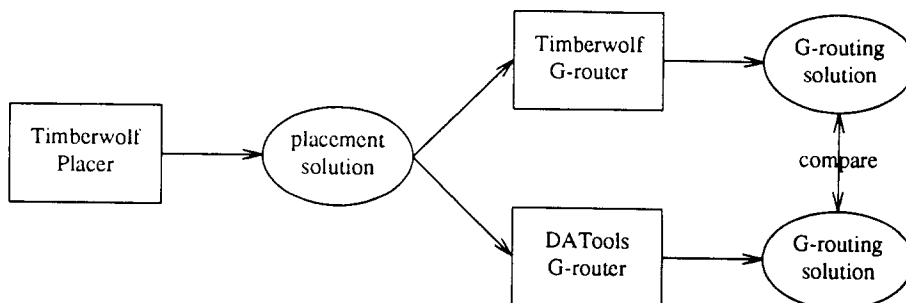 Timberwolf
Placer
placement
solution
Timberwolf
G-router
G-routing
solution
compare
DATools
G-router
G-routing
solution